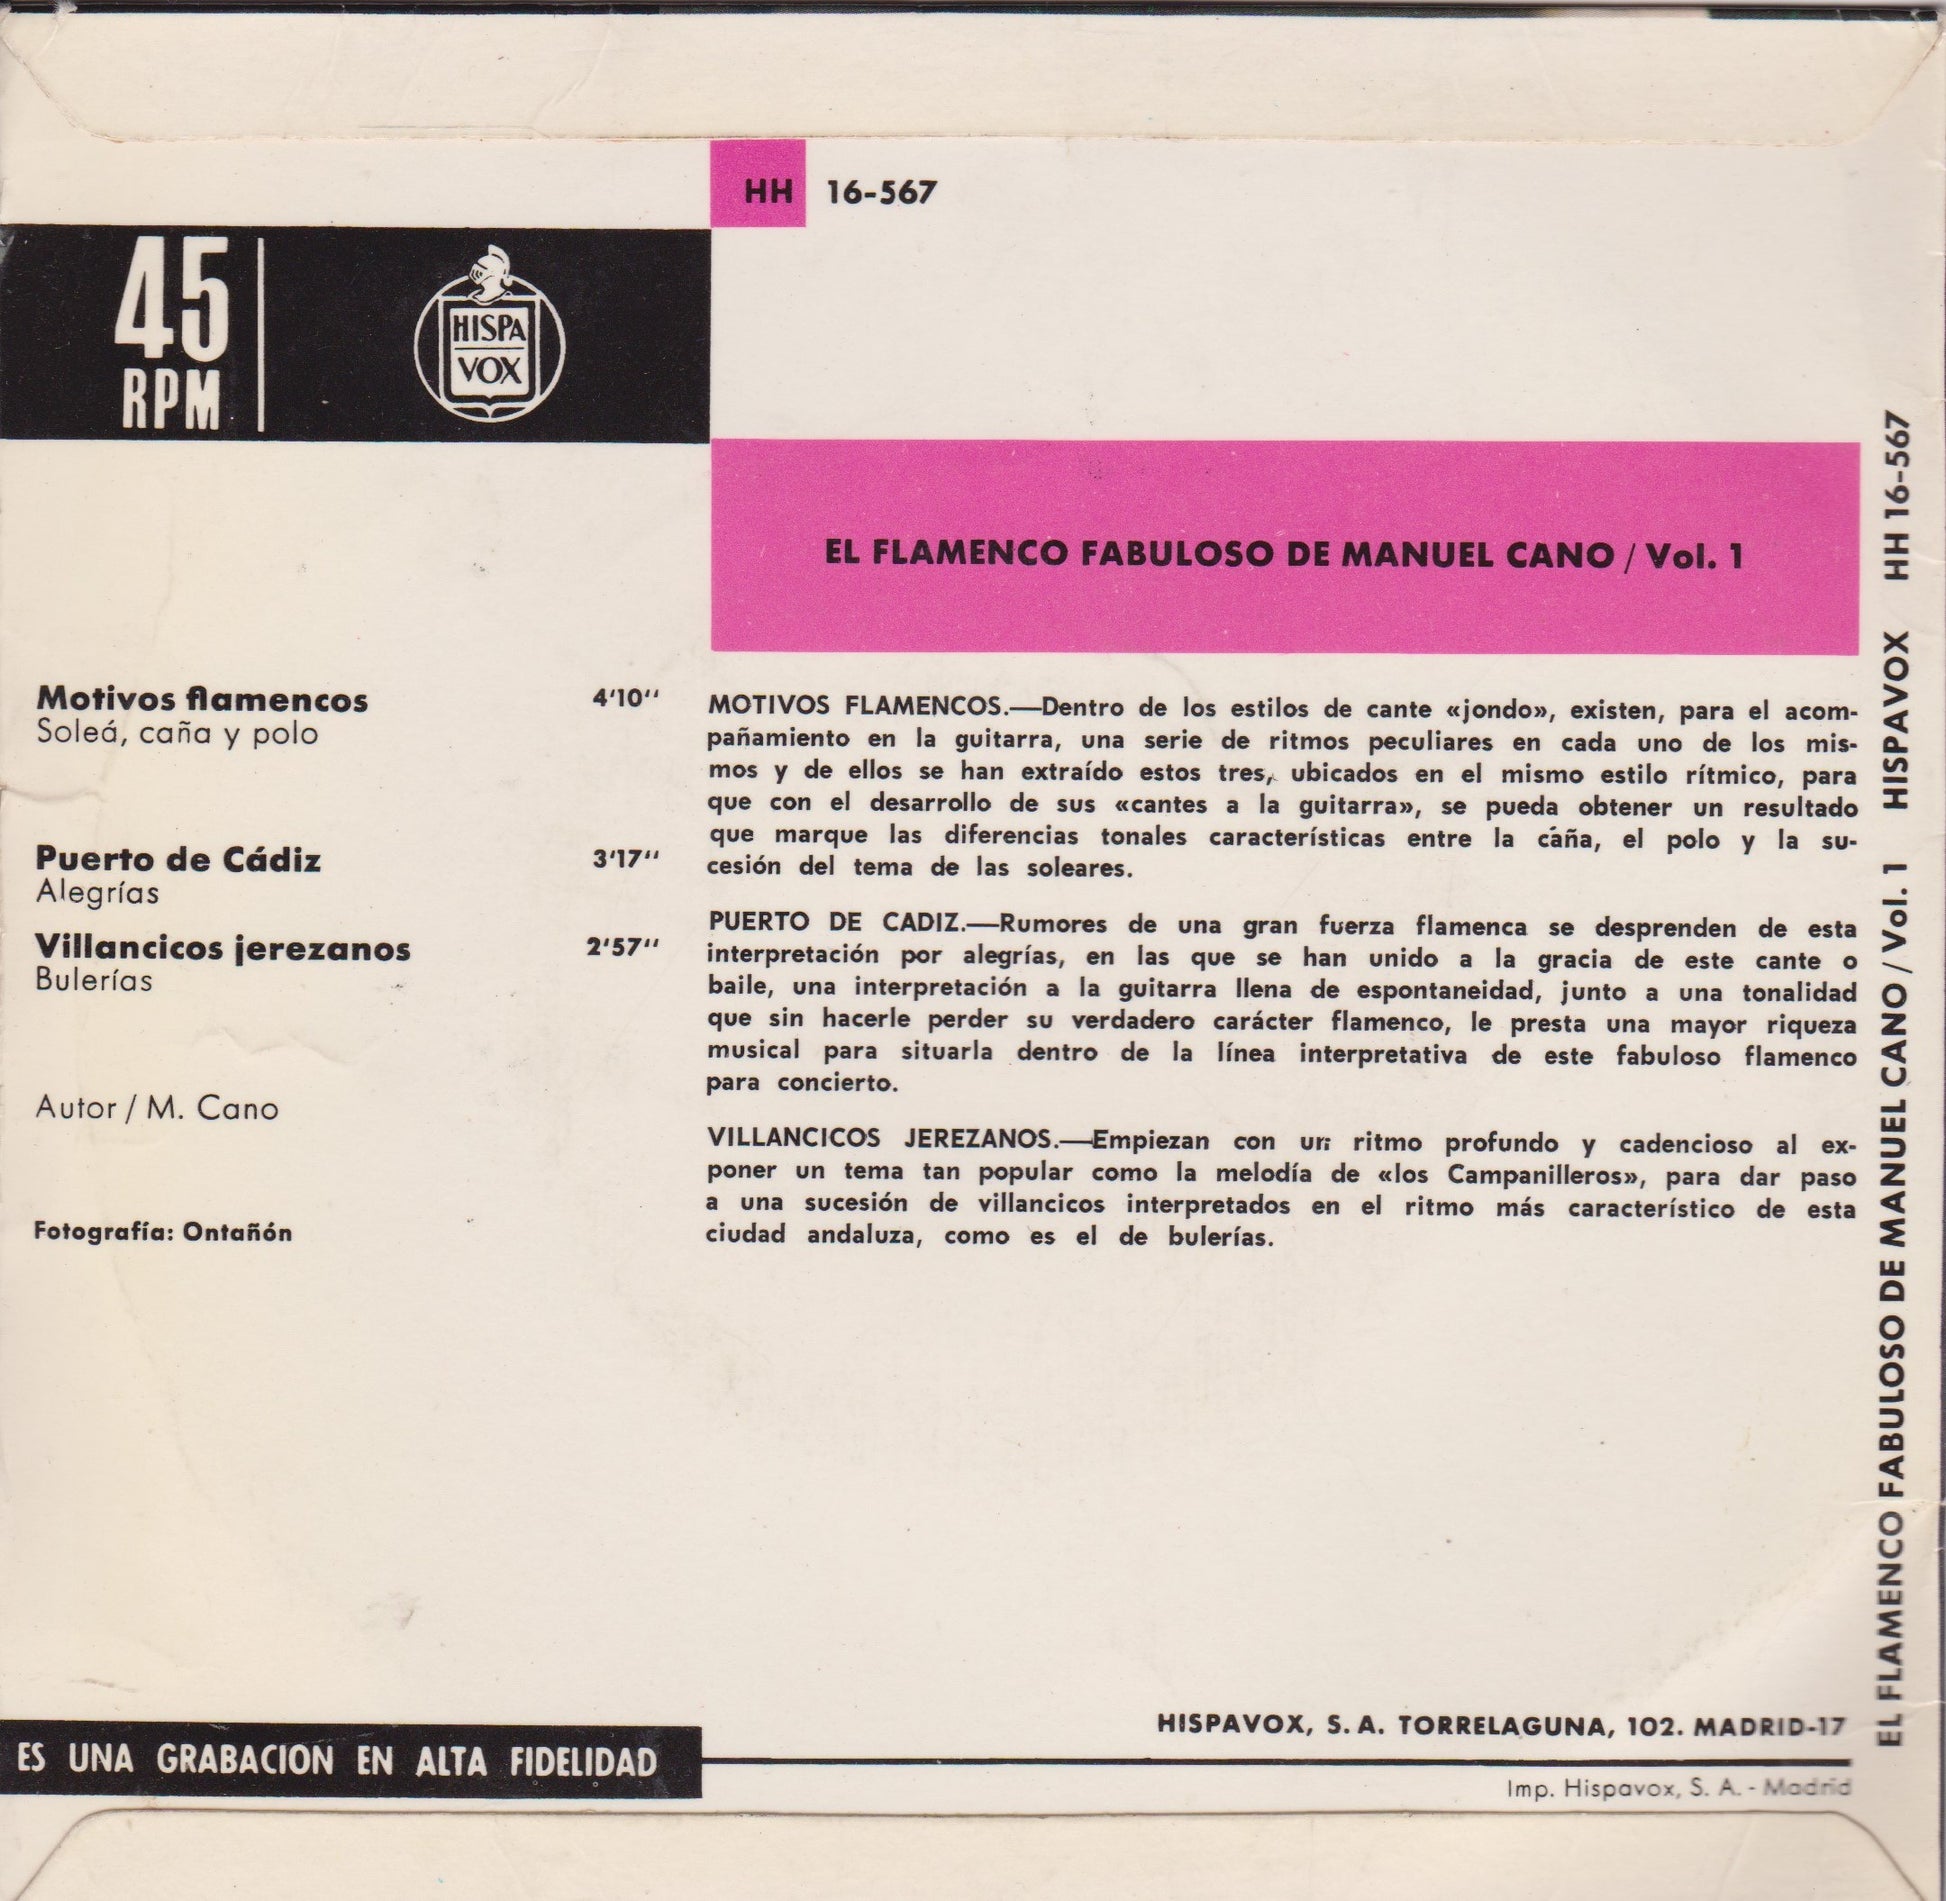 HH 16-567
45
RPM
HISPA
VOX
EL FLAMENCO FABULOSO DE MANUEL CANO / Vol. 1
Motivos flamencos 4'10''
Soleá, caña y polo
Puerto de Cádiz 3'17''
Alegrías
Villancicos jerezanos 2'57''
Bulerías
Autor / M. Cano
Fotografía: Ontañón
MOTIVOS FLAMENCOS.—Dentro de los estilos de cante «jondo», existen, para el acom-
pañamiento en la guitarra, una serie de ritmos peculiares en cada uno de los mis-
mos y de ellos se han extraído estos tres, ubicados en el mismo estilo rítmico, para
que con el desarrollo de sus «cantes a la guitarra», se pueda obtener un resultado
que marque las diferencias tonales características entre la caña, el polo y la su-
cesión del tema de las soleares.
PUERTO DE CADIZ.—Rumores de una gran fuerza flamenca se desprenden de esta
interpretación por alegrías, en las que se han unido a la gracia de este cante o
baile, una interpretación a la guitarra llena de espontaneidad, junto a una tonalidad
que sin hacerle perder su verdadero carácter flamenco, le presta una mayor riqueza
musical para situarla dentro de la línea interpretativa de este fabuloso flamenco
para concierto.
VILLANCICOS JEREZANOS.—Empiezan con un ritmo profundo y cadencioso al ex-
poner un tema tan popular como la melodía de «los Campanilleros», para dar paso
a una sucesión de villancicos interpretados en el ritmo más característico de esta
ciudad andaluza, como es el de bulerías.
EL FLAMENCO FABULOSO DE MANUEL CANO / Vol. 1 HISPAVOX HH 16-567
HISPAVOX, S. A. TORRELAGUNA, 102. MADRID-17
ES UNA GRABACION EN ALTA FIDELIDAD
Imp. Hispavox, S. A. - Madrid